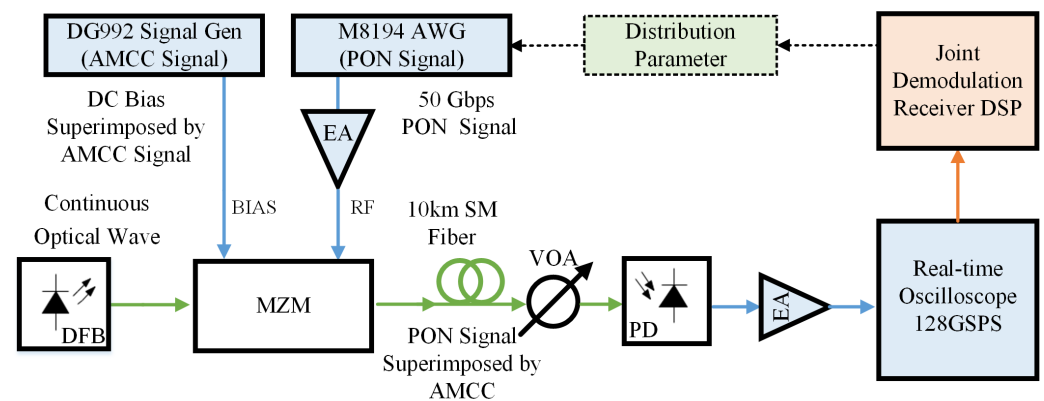 DG992 Signal Gen
(AMCC Signal)
M8194 AWG
(PON Signal)
Distribution
Parameter
Joint
Demodulation
Receiver DSP
DC Bias
Superimposed by
AMCC Signal
EA
50 Gbps
PON Signal
Continuous
Optical Wave
BIAS
RF
10km SM
Fiber
VOA
DFB
MZM
PON Signal
Superimposed by
AMCC
PD
EA
Real-time
Oscilloscope
128GSPS